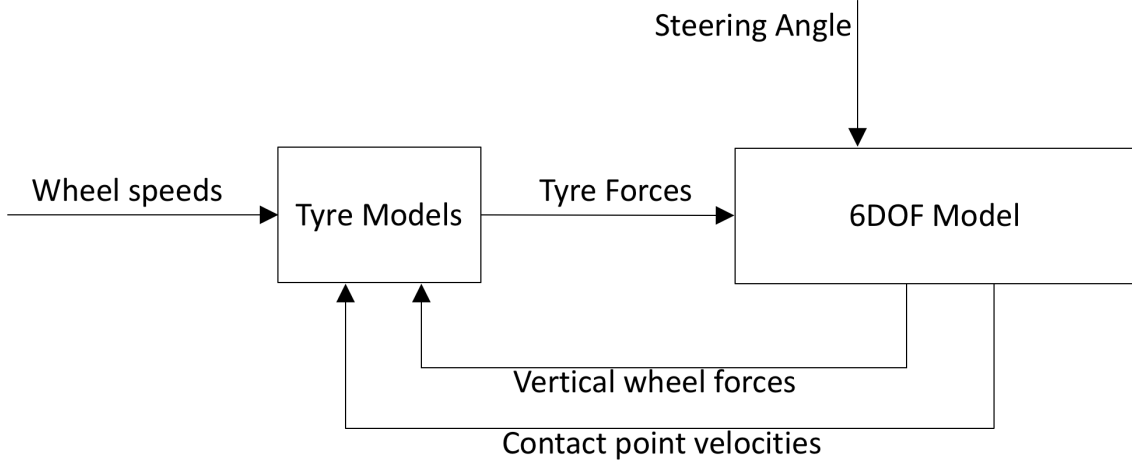 Steering Angle
Wheel speeds
Tyre Models
Tyre Forces
6DOF Model
Vertical wheel forces
Contact point velocities